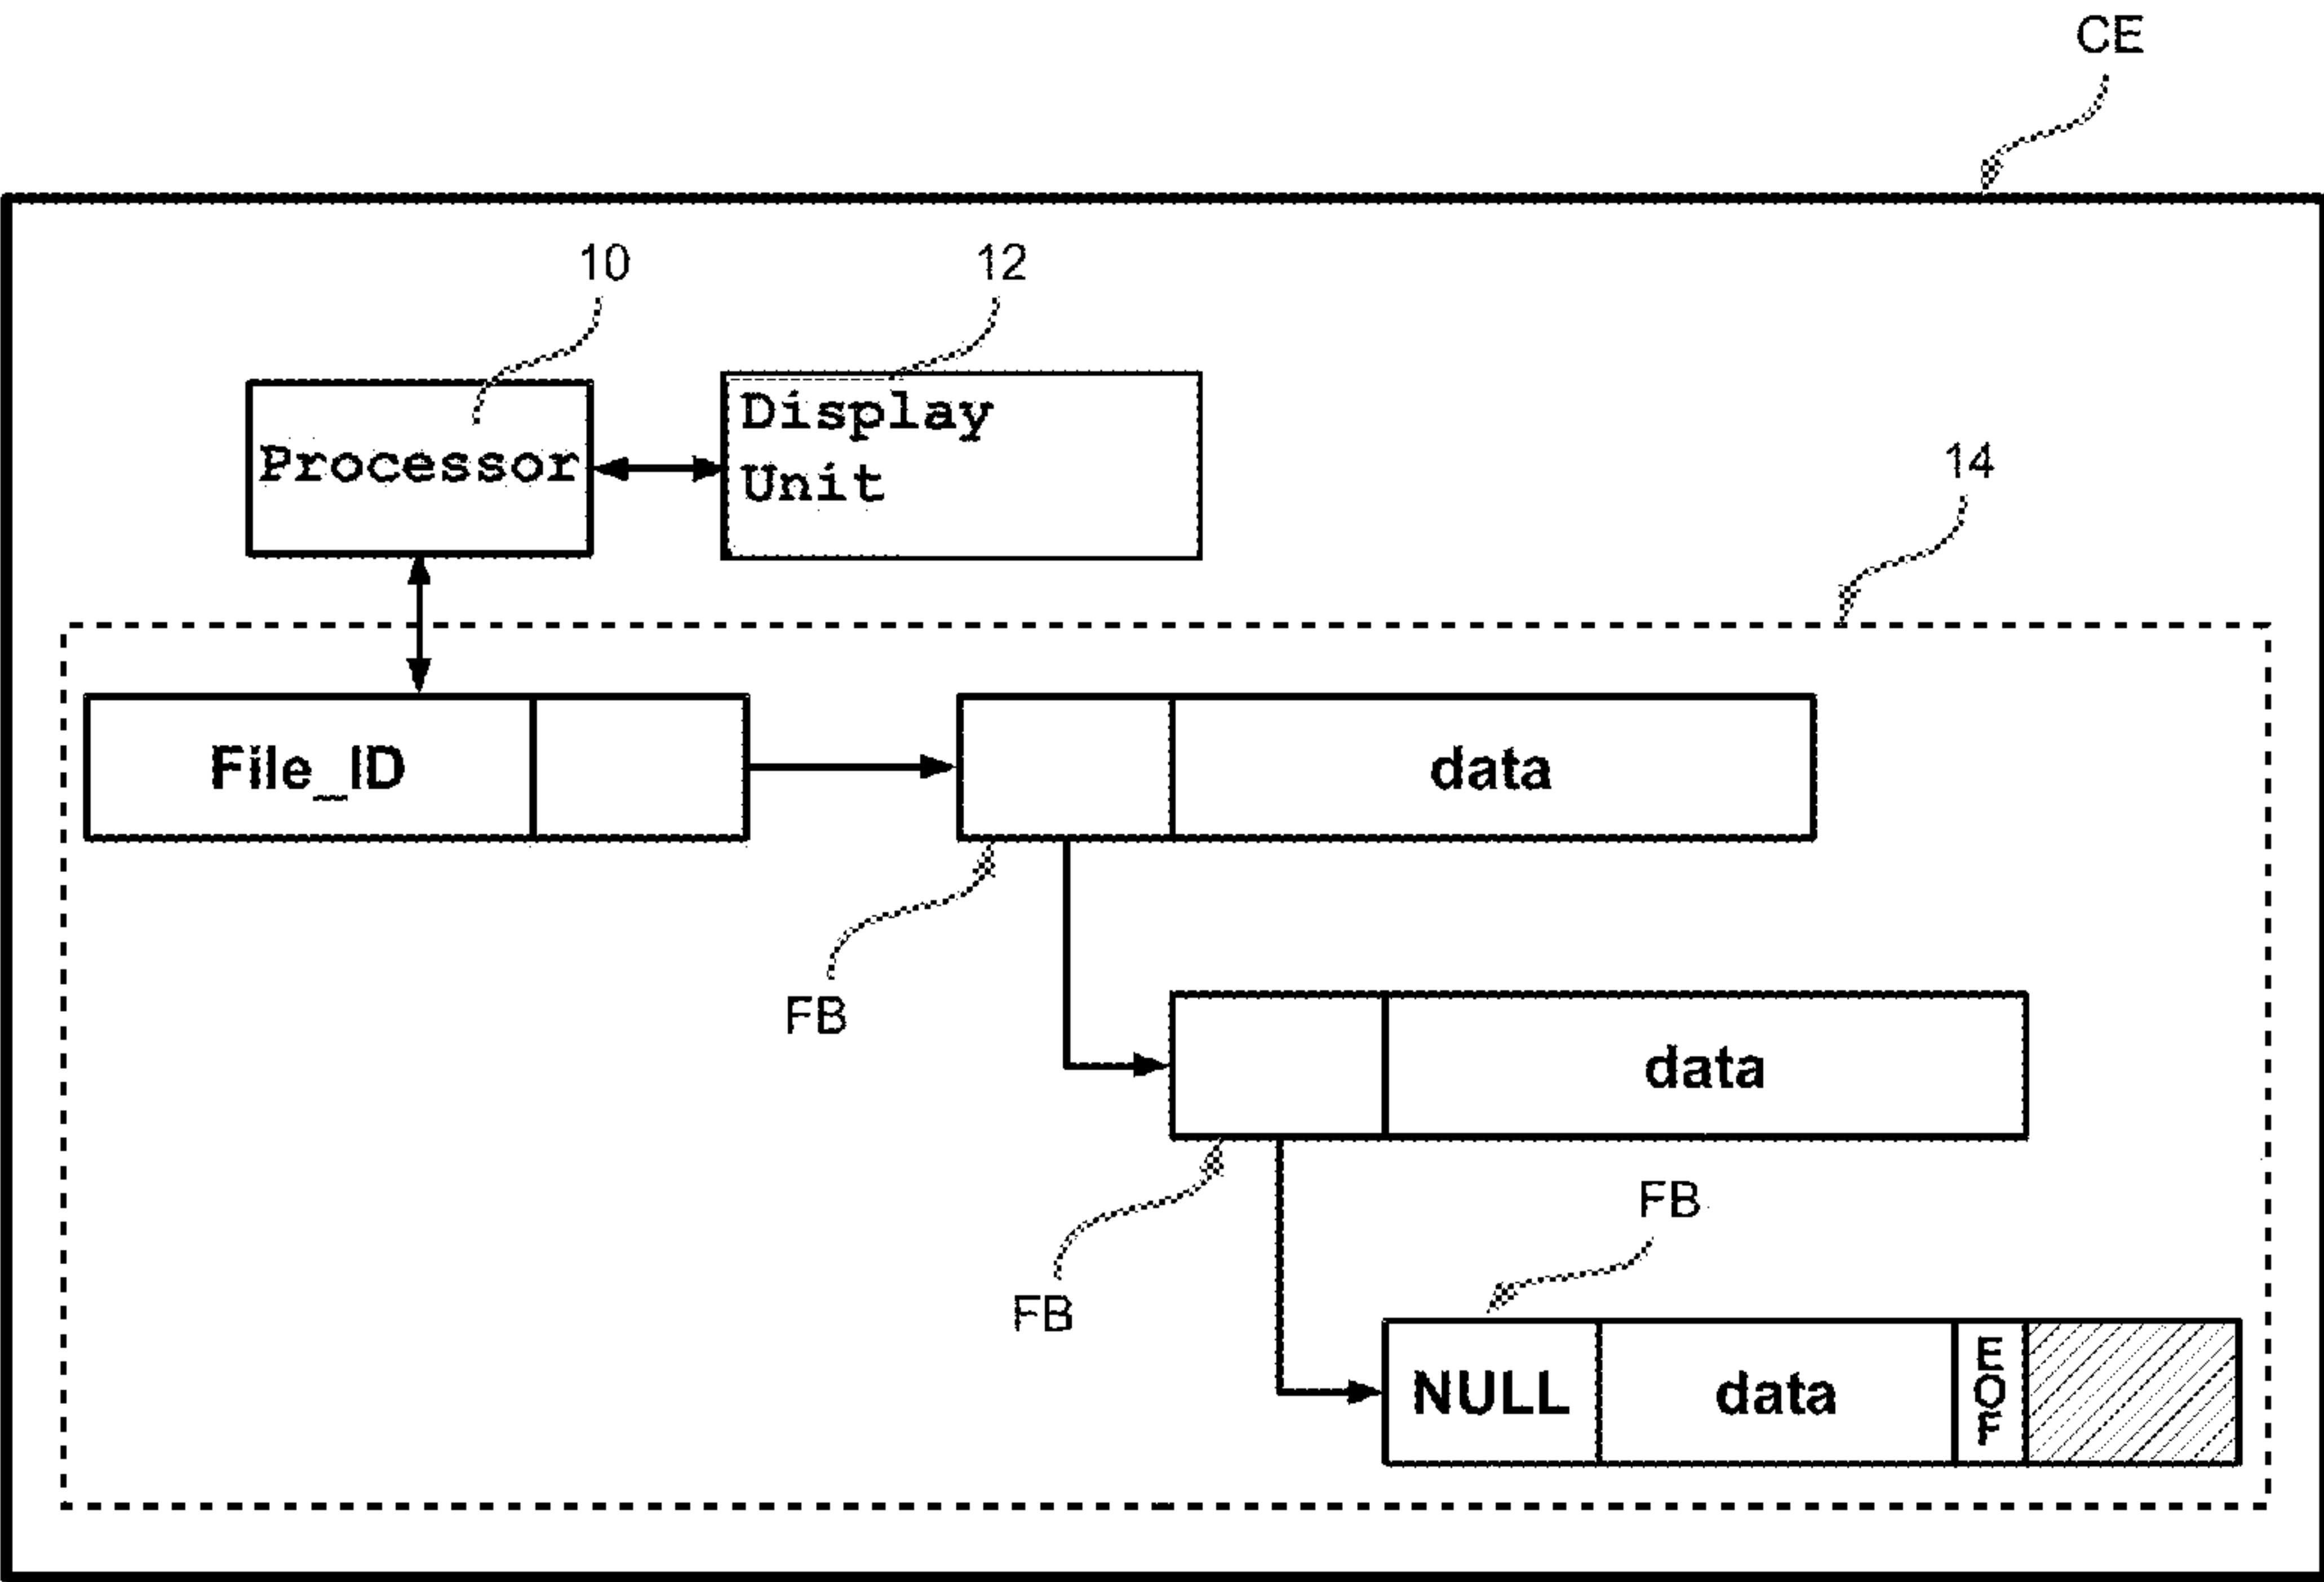 CE
10
12
Processor
Display
Unit
14
File_ID
data
FB
data
FB
FB
NULL
data
EOF